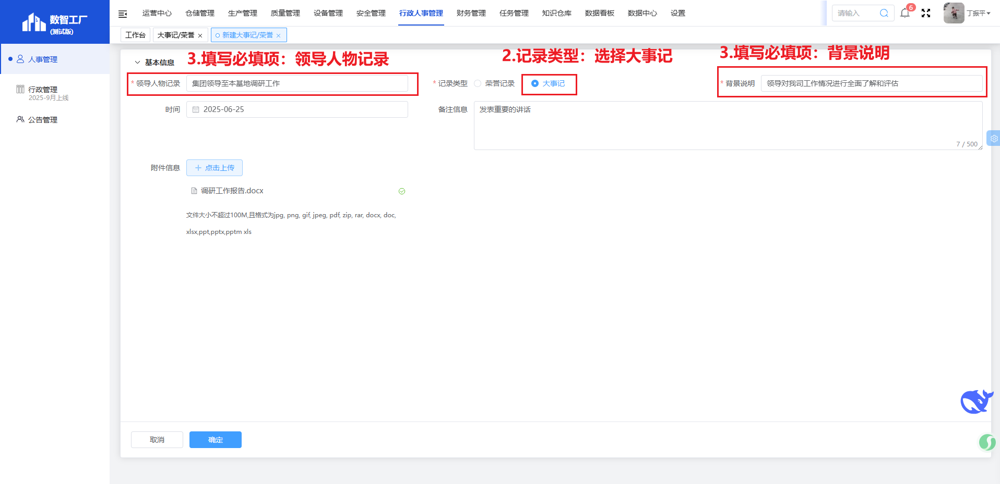 数智工厂
(测试版)
运营中心 仓储管理 生产管理 质量管理 设备管理 安全管理 行政人事管理 财务管理 任务管理 知识仓库 数据看板 数据中心 设置
请输入
6
丁振平
工作台 大事记/荣誉 × 新建大事记/荣誉 ×
人事管理
行政管理
2025-9月上线
公告管理
基本信息
3.填写必填项：领导人物记录
2.记录类型：选择大事记
3.填写必填项：背景说明
* 领导人物记录 集团领导至本基地调研工作
* 记录类型 荣誉记录 大事记
* 背景说明 领导对我司工作情况进行全面了解和评估
时间 2025-06-25
备注信息 发表重要的讲话
7 / 500
附件信息 + 点击上传
调研工作报告.docx
文件大小不超过100M,且格式为jpg, png, gif, jpeg, pdf, zip, rar, docx, doc,
xlsx,ppt,pptx,pptm xls
取消 确定